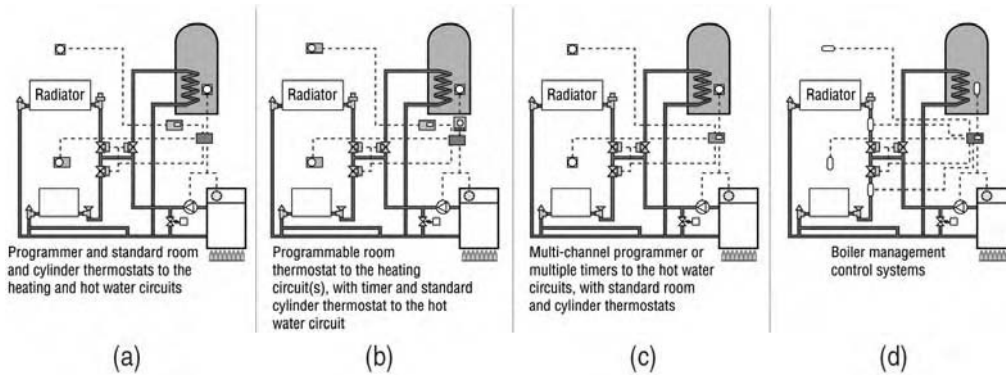 Radiator
Radiator
Radiator
Radiator
Programmer and standard room
and cylinder thermostats to the
heating and hot water circuits
Programmable room
thermostat to the heating
circuit(s), with timer and standard
cylinder thermostat to the hot
water circuit
Multi-channel programmer or
multiple timers to the hot water
circuits, with standard room
and cylinder thermostats
Boiler management
control systems
(a)
(b)
(c)
(d)